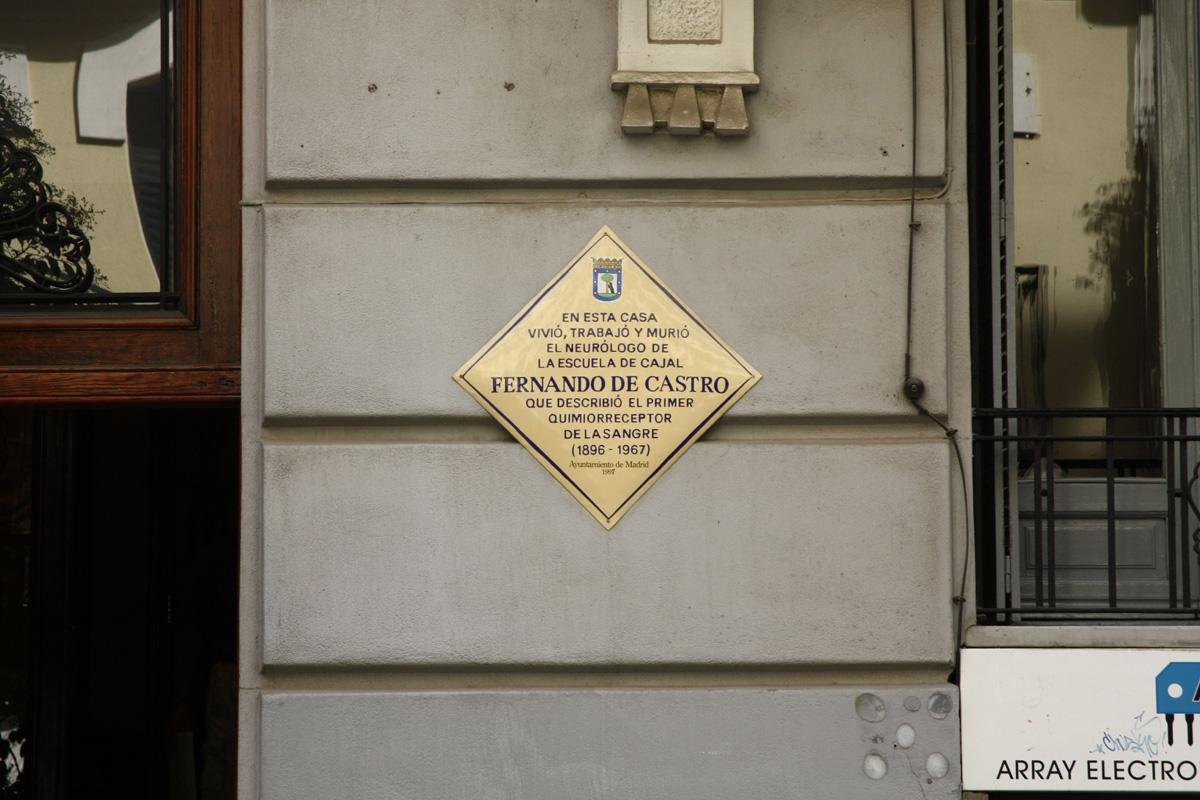 EN ESTA CASA
VIVIÓ, TRABAJÓ Y MURIÓ
EL NEURÓLOGO DE
LA ESCUELA DE CAJAL
FERNANDO DE CASTRO
QUE DESCRIBIÓ EL PRIMER
QUIMIORRECEPTOR
DE LA SANGRE
(1896 - 1967)
Ayuntamiento de Madrid
1997
ARRAY ELECTRO